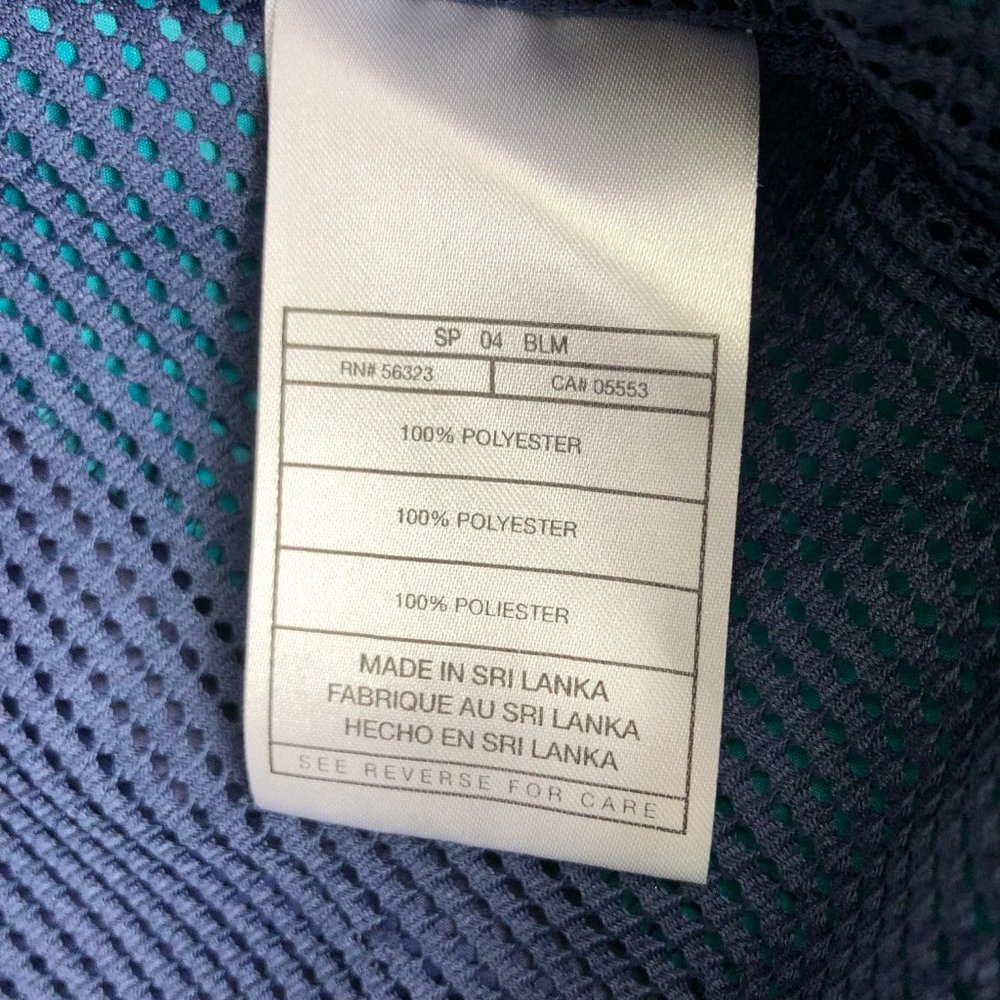 SP 04 BLM
RN# 56323
CA# 05553
100% POLYESTER
100% POLYESTER
100% POLIESTER
MADE IN SRI LANKA
FABRIQUE AU SRI LANKA
HECHO EN SRI LANKA
SEE REVERSE FOR CARE